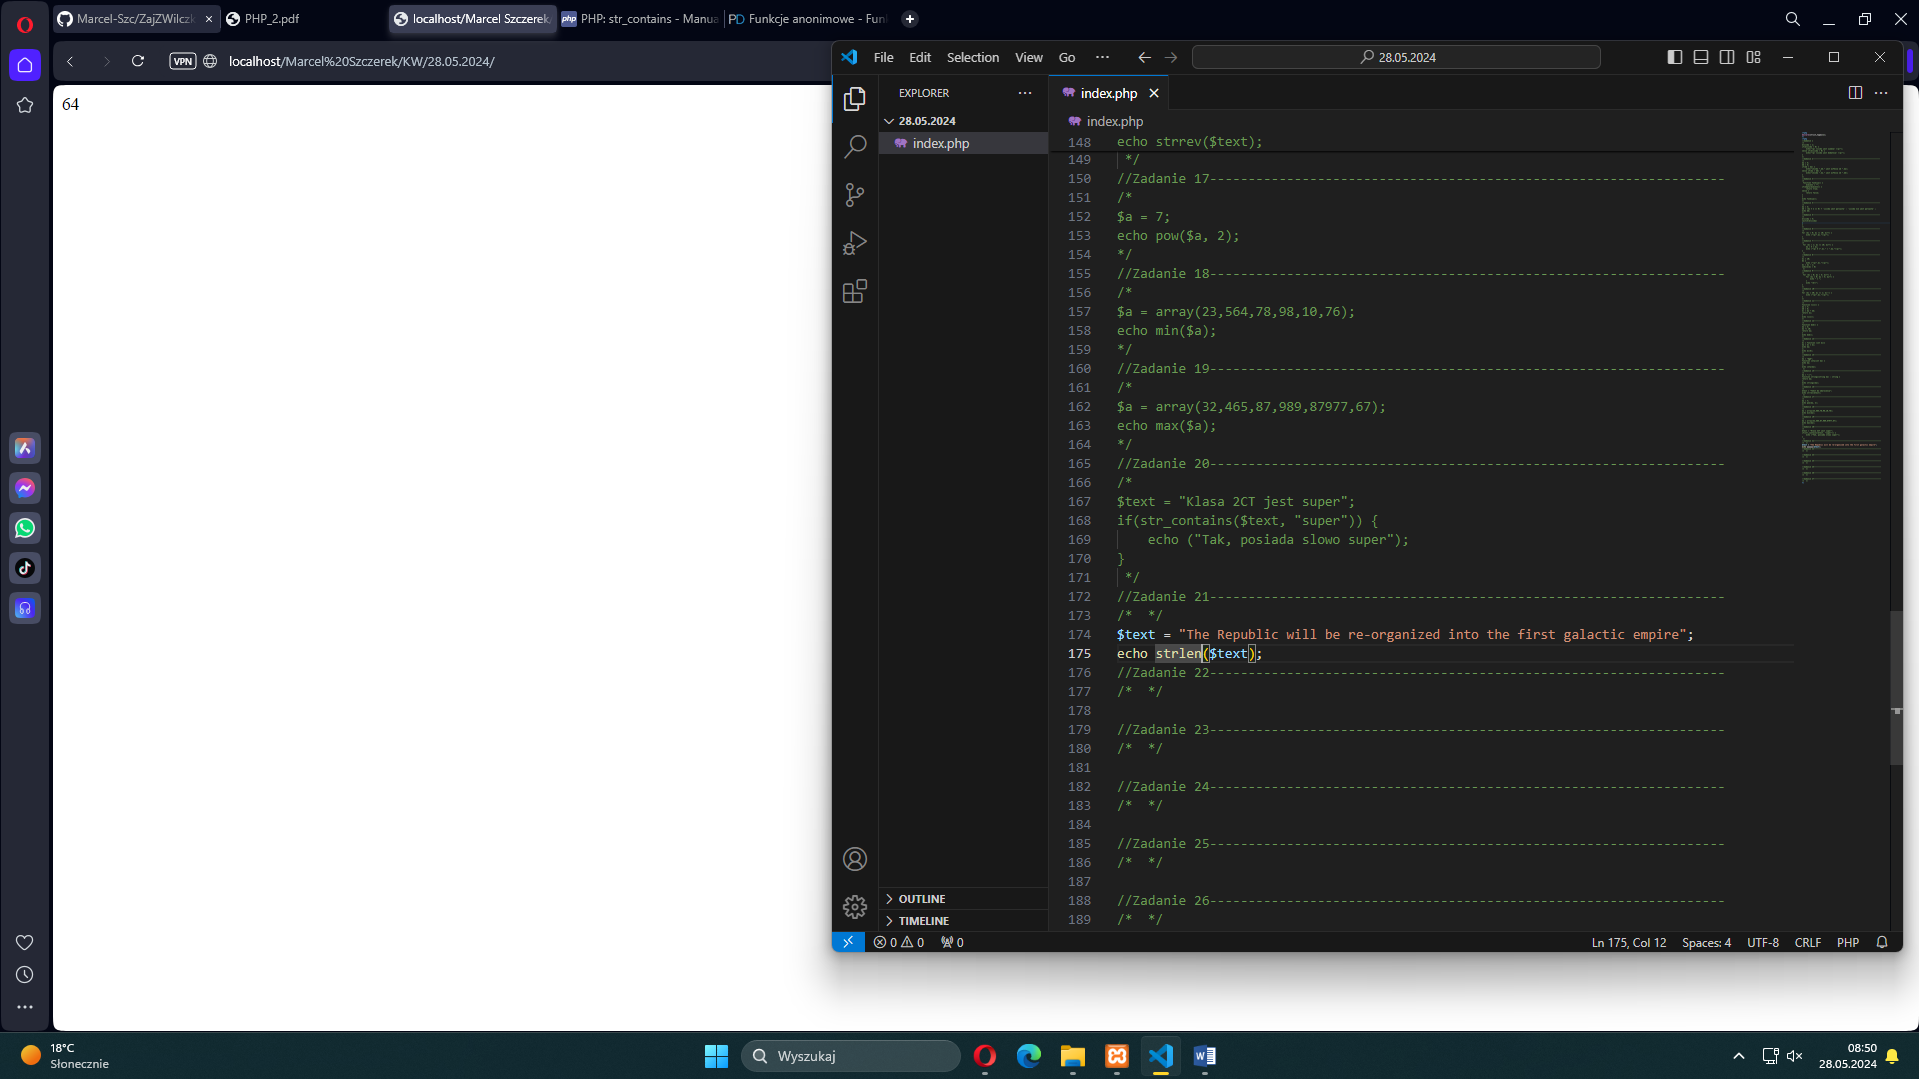 Marcel-Szc/ZajZWilczk
PHP_2.pdf
localhost/Marcel Szczerek
php PHP: str_contains - Manua
PD Funkcje anonimowe - Fun
VPN
localhost/Marcel%20Szczerek/KW/28.05.2024/
64
File Edit Selection View Go ···
28.05.2024
EXPLORER
28.05.2024
index.php
OUTLINE
TIMELINE
index.php
index.php
148 echo strrev($text);
149 */
150 //Zadanie 17-------------------------------------------------------------------
151 /*
152 $a = 7;
153 echo pow($a, 2);
154 */
155 //Zadanie 18-------------------------------------------------------------------
156 /*
157 $a = array(23,564,78,98,10,76);
158 echo min($a);
159 */
160 //Zadanie 19-------------------------------------------------------------------
161 /*
162 $a = array(32,465,87,989,87977,67);
163 echo max($a);
164 */
165 //Zadanie 20-------------------------------------------------------------------
166 /*
167 $text = "Klasa 2CT jest super";
168 if(str_contains($text, "super")) {
169 echo ("Tak, posiada slowo super");
170 }
171 */
172 //Zadanie 21-------------------------------------------------------------------
173 /*  */
174 $text = "The Republic will be re-organized into the first galactic empire";
175 echo strlen($text);
176 //Zadanie 22-------------------------------------------------------------------
177 /*  */
178
179 //Zadanie 23-------------------------------------------------------------------
180 /*  */
181
182 //Zadanie 24-------------------------------------------------------------------
183 /*  */
184
185 //Zadanie 25-------------------------------------------------------------------
186 /*  */
187
188 //Zadanie 26-------------------------------------------------------------------
189 /*  */
0 0 0
Ln 175, Col 12 Spaces: 4 UTF-8 CRLF PHP
18°C
Słonecznie
Wyszukaj
08:50
28.05.2024